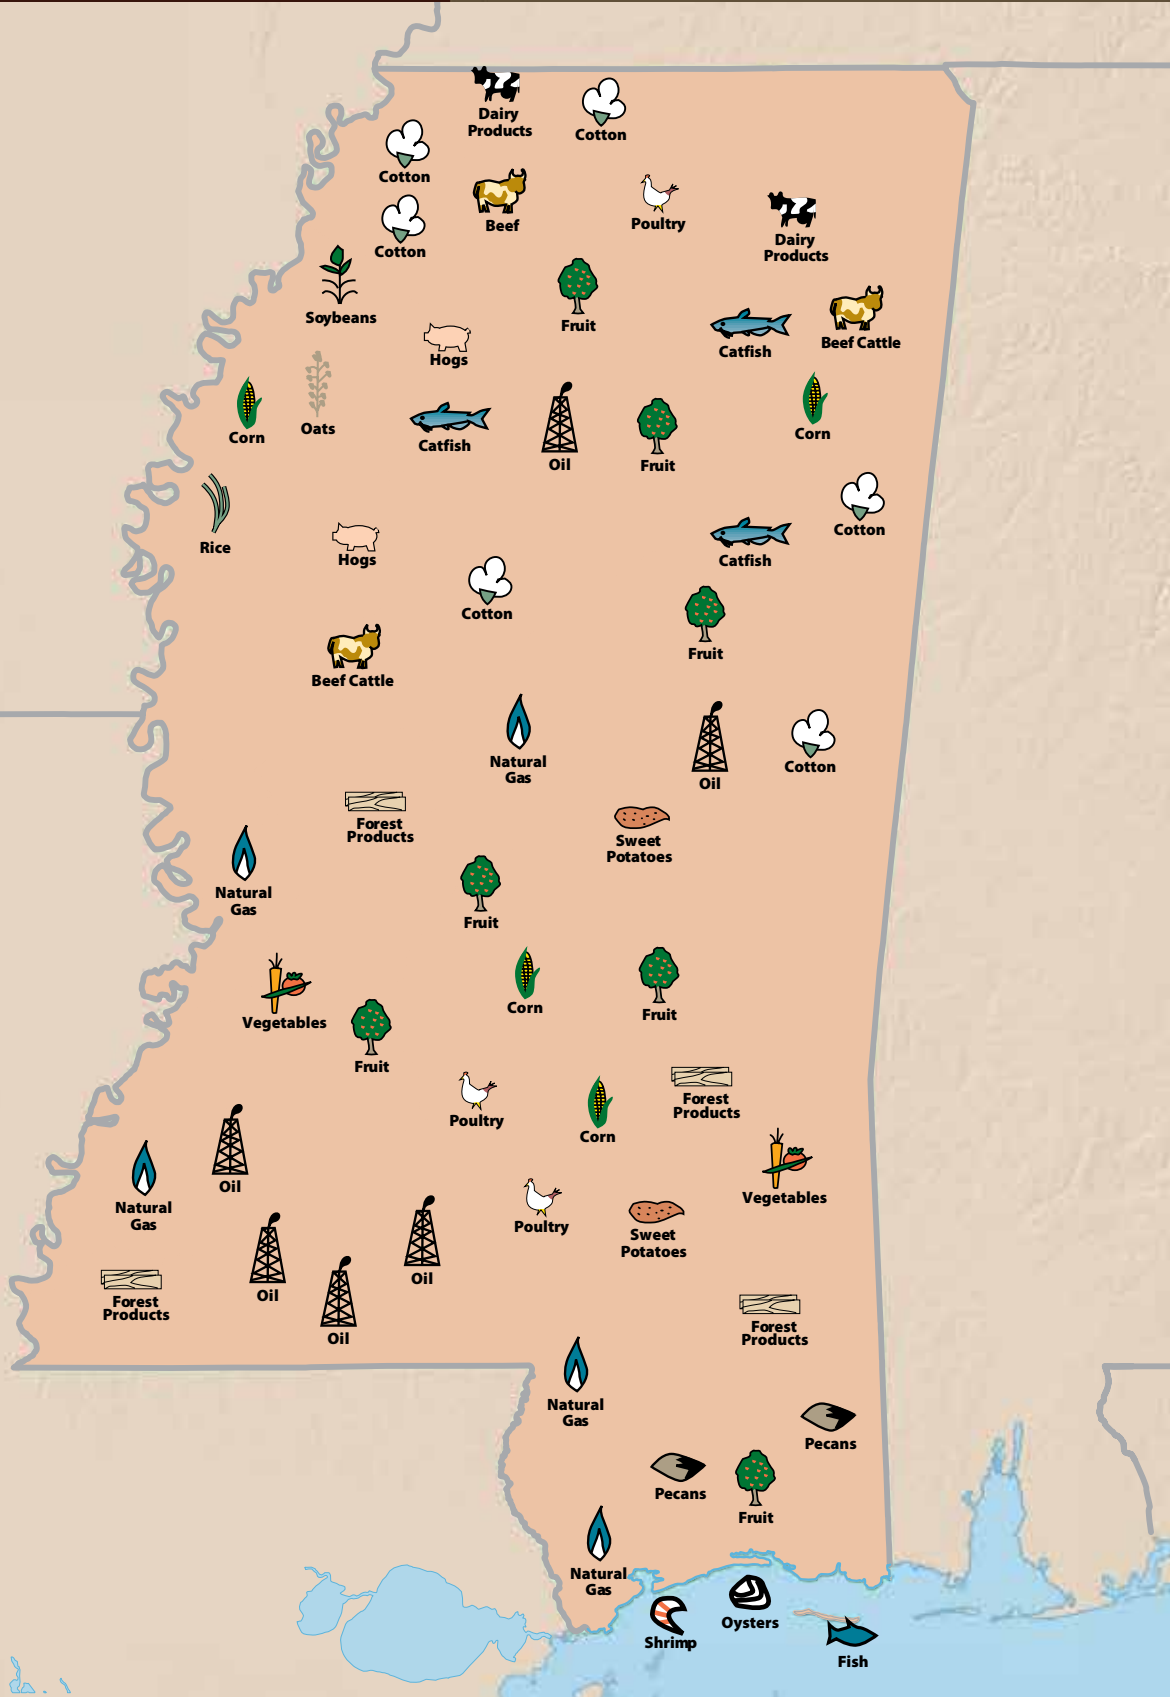 Dairy
Products
Cotton
Cotton
Beef
Poultry
Cotton
Dairy
Products
Soybeans
Fruit
Hogs
Catfish
Beef Cattle
Corn
Oats
Catfish
Oil
Fruit
Corn
Rice
Hogs
Catfish
Cotton
Cotton
Fruit
Beef Cattle
Natural
Gas
Oil
Cotton
Forest
Products
Sweet
Potatoes
Natural
Gas
Fruit
Vegetables
Corn
Fruit
Fruit
Poultry
Corn
Forest
Products
Oil
Natural
Gas
Poultry
Sweet
Potatoes
Vegetables
Oil
Oil
Forest
Products
Oil
Forest
Products
Natural
Gas
Pecans
Pecans
Fruit
Natural
Gas
Shrimp
Oysters
Fish